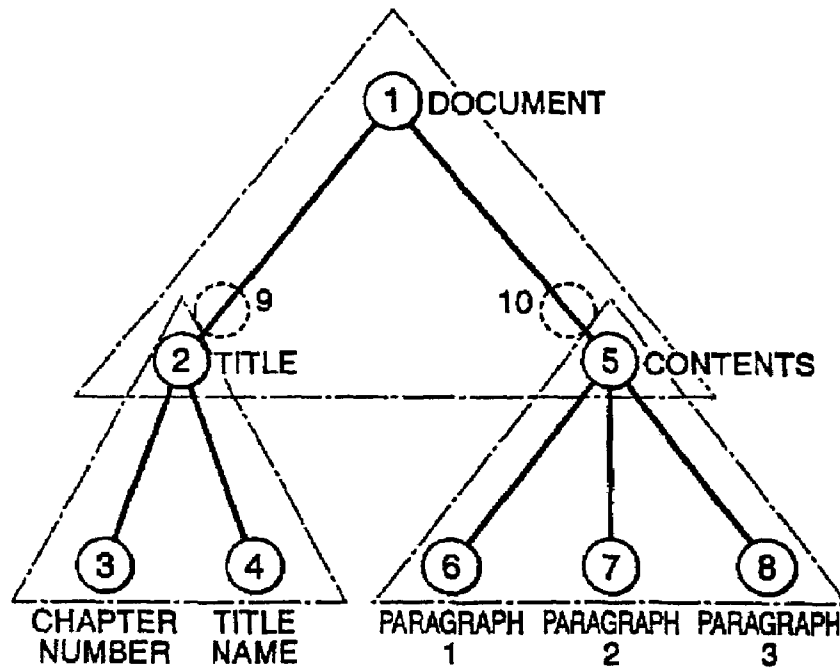 1 DOCUMENT
9 10
2 TITLE 5 CONTENTS
3 4 6 7 8
CHAPTER TITLE PARAGRAPH PARAGRAPH PARAGRAPH
NUMBER NAME 1 2 3